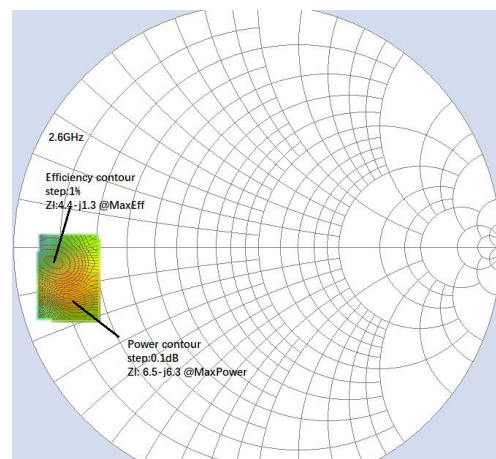 2.6GHz
Efficiency contour
step:1%
Zl:4.4-j1.3 @MaxEff
Power contour
step:0.1dB
Zl: 6.5-j6.3 @MaxPower